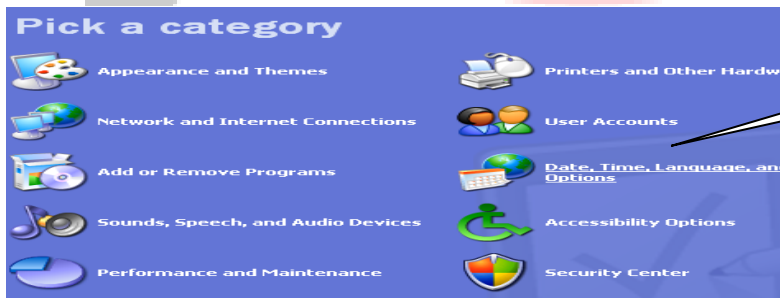 Pick a category
Appearance and Themes
Printers and Other Hardw
Network and Internet Connections
User Accounts
Add or Remove Programs
Date, Time, Language, an
Options
Sounds, Speech, and Audio Devices
Accessibility Options
Performance and Maintenance
Security Center